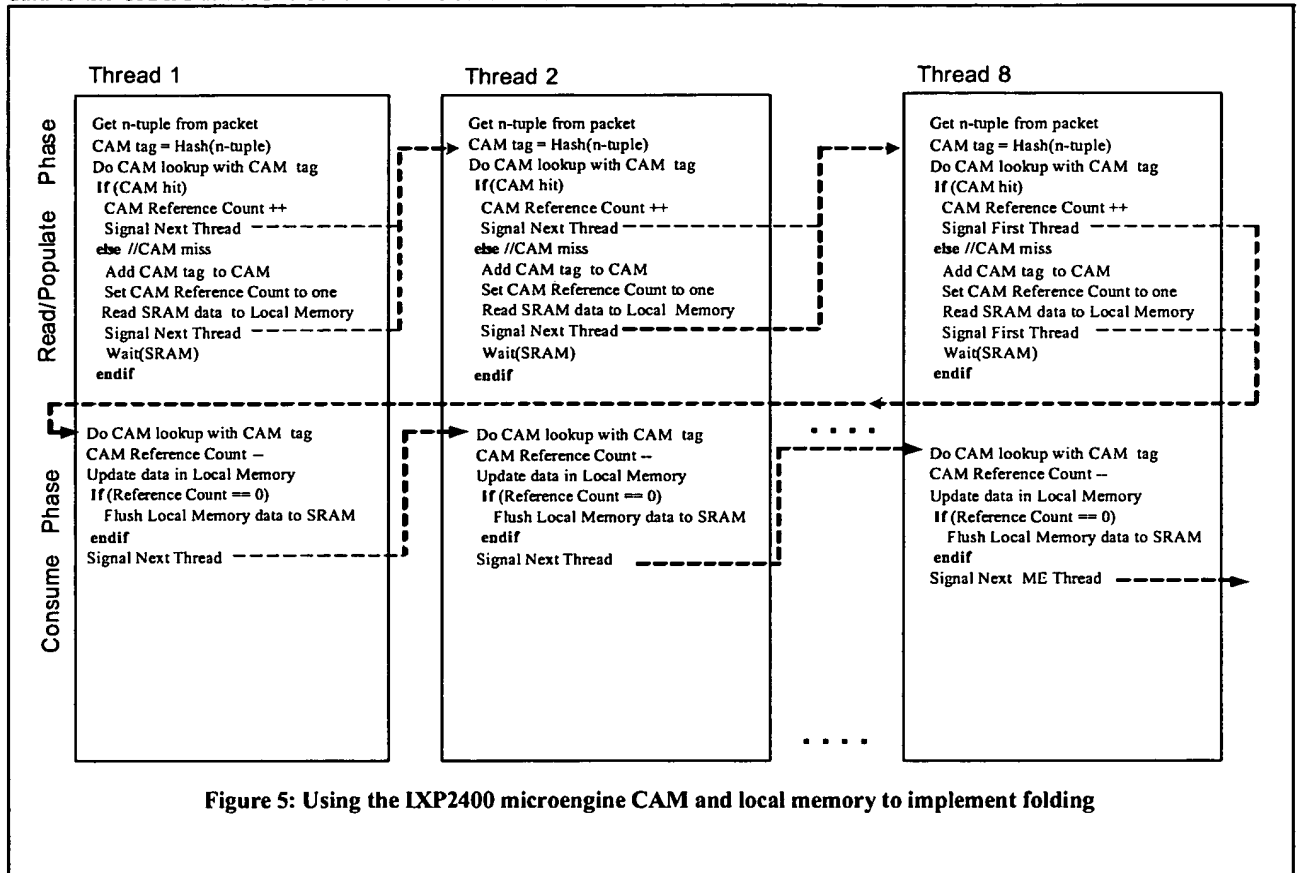 Thread 1
Get n-tuple from packet
CAM tag = Hash(n-tuple)
Do CAM lookup with CAM tag
If (CAM hit)
CAM Reference Count ++
Signal Next Thread
else //CAM miss
Add CAM tag to CAM
Set CAM Reference Count to one
Read SRAM data to Local Memory
Signal Next Thread
Wait(SRAM)
endif
Do CAM lookup with CAM tag
CAM Reference Count --
Update data in Local Memory
If (Reference Count == 0)
Flush Local Memory data to SRAM
endif
Signal Next Thread
Thread 2
Get n-tuple from packet
CAM tag = Hash(n-tuple)
Do CAM lookup with CAM tag
If (CAM hit)
CAM Reference Count ++
Signal Next Thread
else //CAM miss
Add CAM tag to CAM
Set CAM Reference Count to one
Read SRAM data to Local Memory
Signal Next Thread
Wait(SRAM)
endif
Do CAM lookup with CAM tag
CAM Reference Count --
Update data in Local Memory
If (Reference Count == 0)
Flush Local Memory data to SRAM
endif
Signal Next Thread
. . . .
. . . .
Thread 8
Get n-tuple from packet
CAM tag = Hash(n-tuple)
Do CAM lookup with CAM tag
If (CAM hit)
CAM Reference Count ++
Signal First Thread
else //CAM miss
Add CAM tag to CAM
Set CAM Reference Count to one
Read SRAM data to Local Memory
Signal First Thread
Wait(SRAM)
endif
Do CAM lookup with CAM tag
CAM Reference Count --
Update data in Local Memory
If (Reference Count == 0)
Flush Local Memory data to SRAM
endif
Signal Next ME Thread
Read/Populate Phase
Consume Phase
Figure 5: Using the IXP2400 microengine CAM and local memory to implement folding